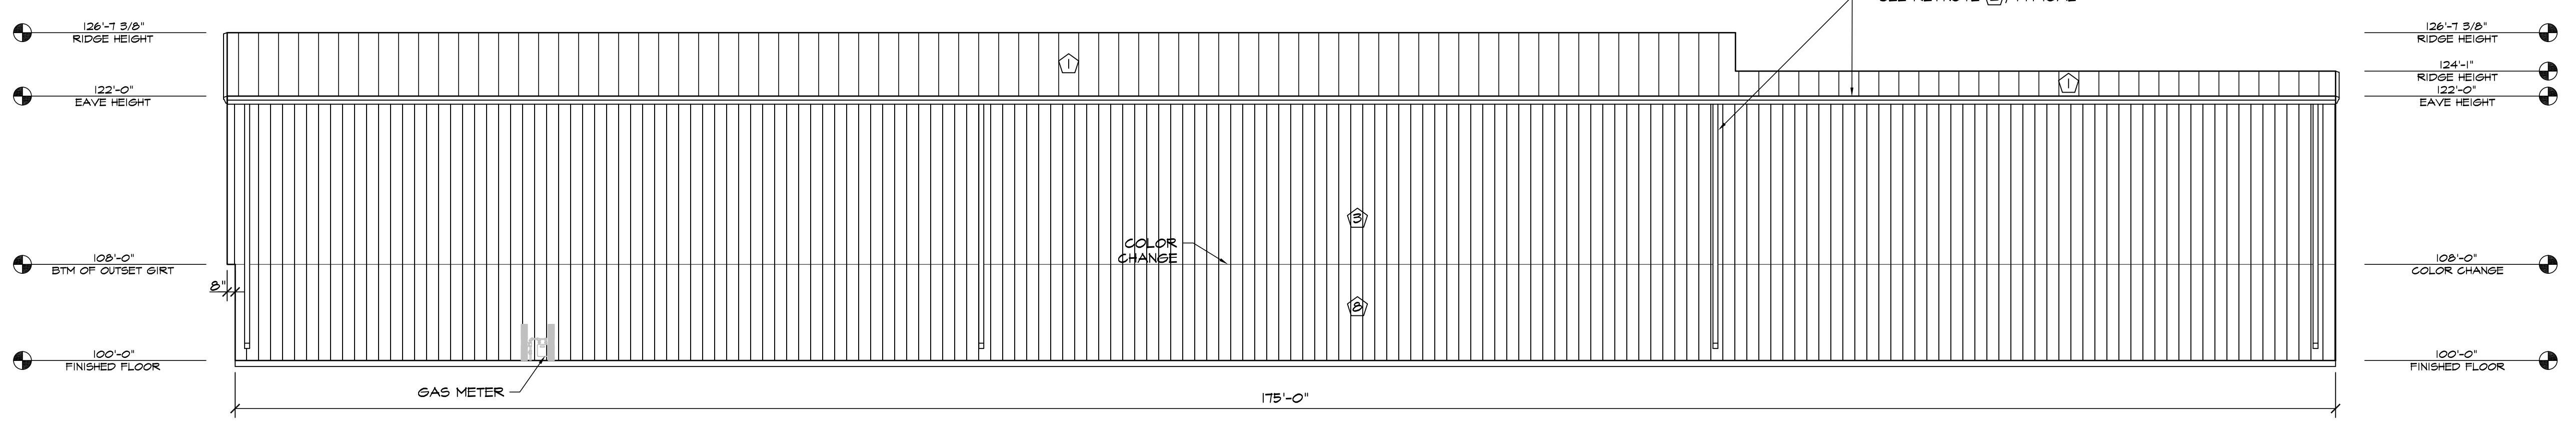 126'-7 3/8"
RIDGE HEIGHT
122'-0"
EAVE HEIGHT
108'-0"
BTM OF OUTSET GIRT
8"
100'-0"
FINISHED FLOOR
1
1
3
COLOR
CHANGE
8
GAS METER
175'-0"
126'-7 3/8"
RIDGE HEIGHT
124'-1"
RIDGE HEIGHT
122'-0"
EAVE HEIGHT
108'-0"
COLOR CHANGE
100'-0"
FINISHED FLOOR